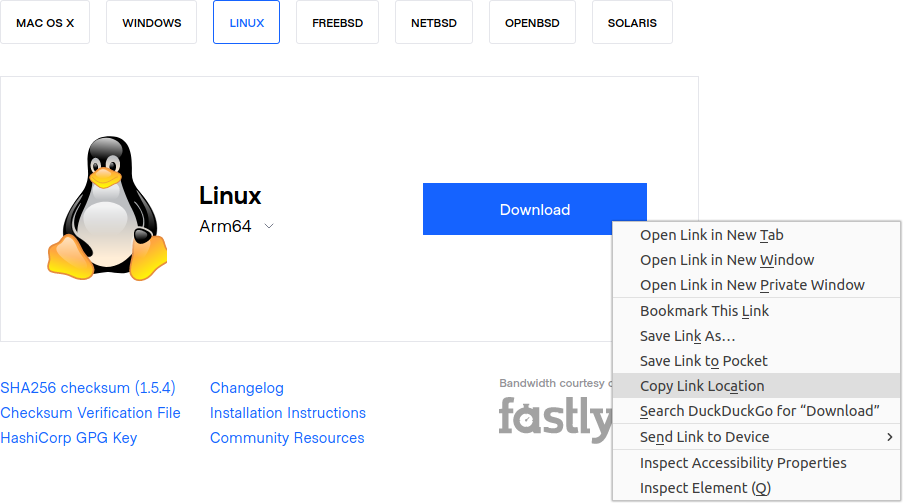 MAC OS X
WINDOWS
LINUX
FREEBSD
NETBSD
OPENBSD
SOLARIS
Linux
Arm64
Download
Open Link in New Tab
Open Link in New Window
Open Link in New Private Window
Bookmark This Link
Save Link As…
Save Link to Pocket
Copy Link Location
Search DuckDuckGo for “Download”
Send Link to Device
Inspect Accessibility Properties
Inspect Element (Q)
SHA256 checksum (1.5.4)
Checksum Verification File
HashiCorp GPG Key
Changelog
Installation Instructions
Community Resources
Bandwidth courtesy
fastly